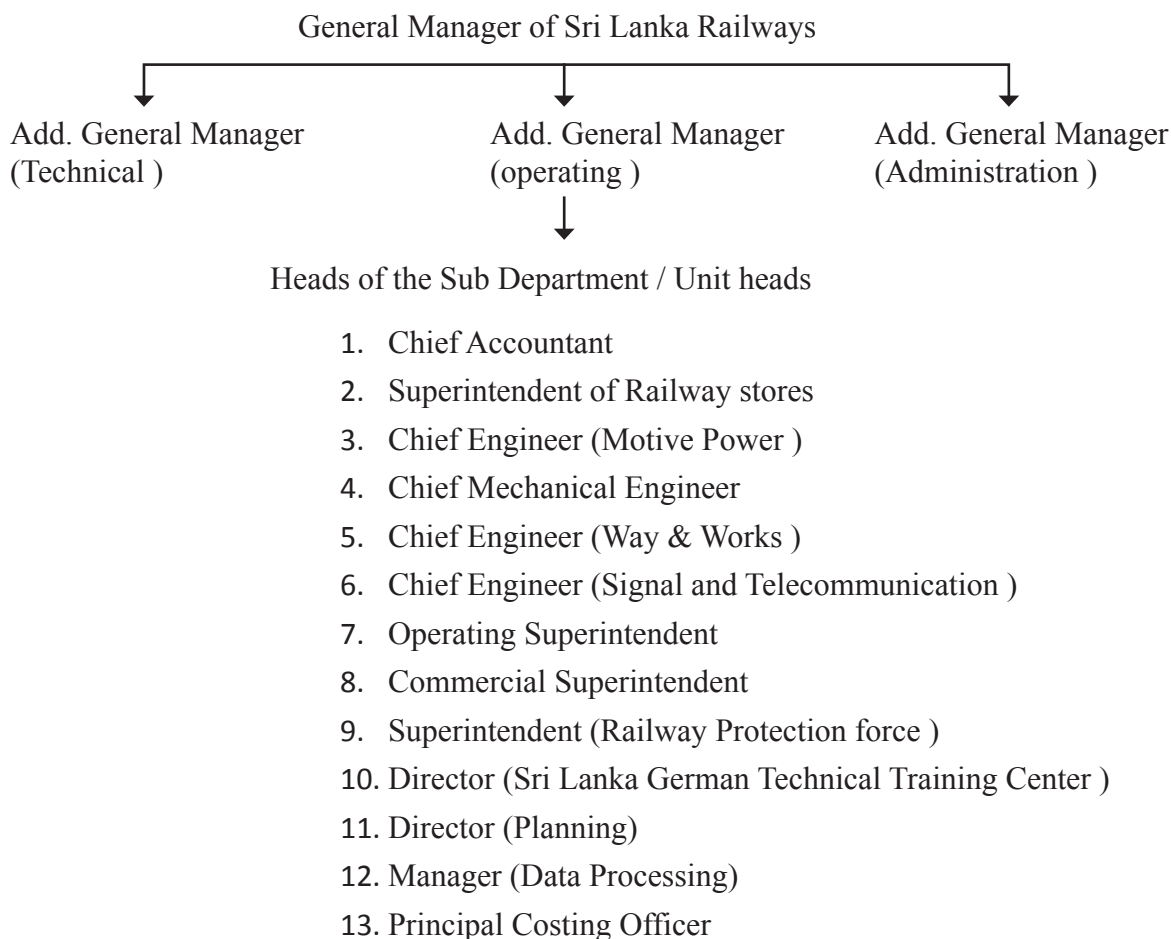 General Manager of Sri Lanka Railways
Add. General Manager
(Technical )
Add. General Manager
(operating )
Add. General Manager
(Administration )
Heads of the Sub Department / Unit heads
1. Chief Accountant
2. Superintendent of Railway stores
3. Chief Engineer (Motive Power )
4. Chief Mechanical Engineer
5. Chief Engineer (Way & Works )
6. Chief Engineer (Signal and Telecommunication )
7. Operating Superintendent
8. Commercial Superintendent
9. Superintendent (Railway Protection force )
10. Director (Sri Lanka German Technical Training Center )
11. Director (Planning)
12. Manager (Data Processing)
13. Principal Costing Officer